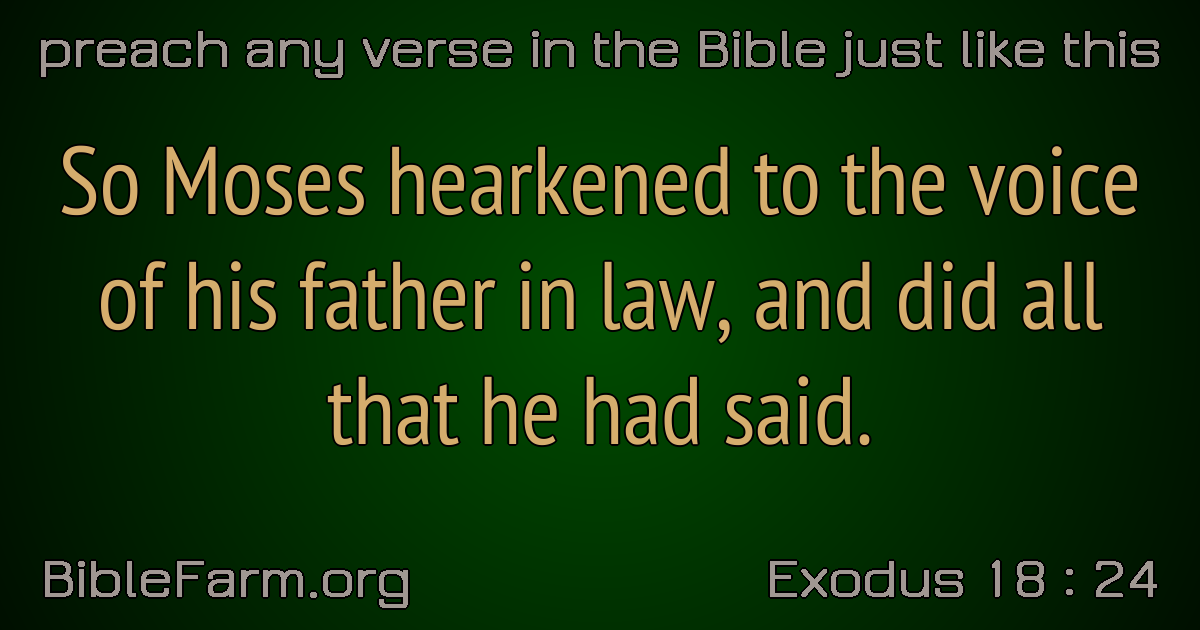 preach any verse in the Bible just like this
So Moses hearkened to the voice
of his father in law, and did all
that he had said.
BibleFarm.org
Exodus 18 : 24